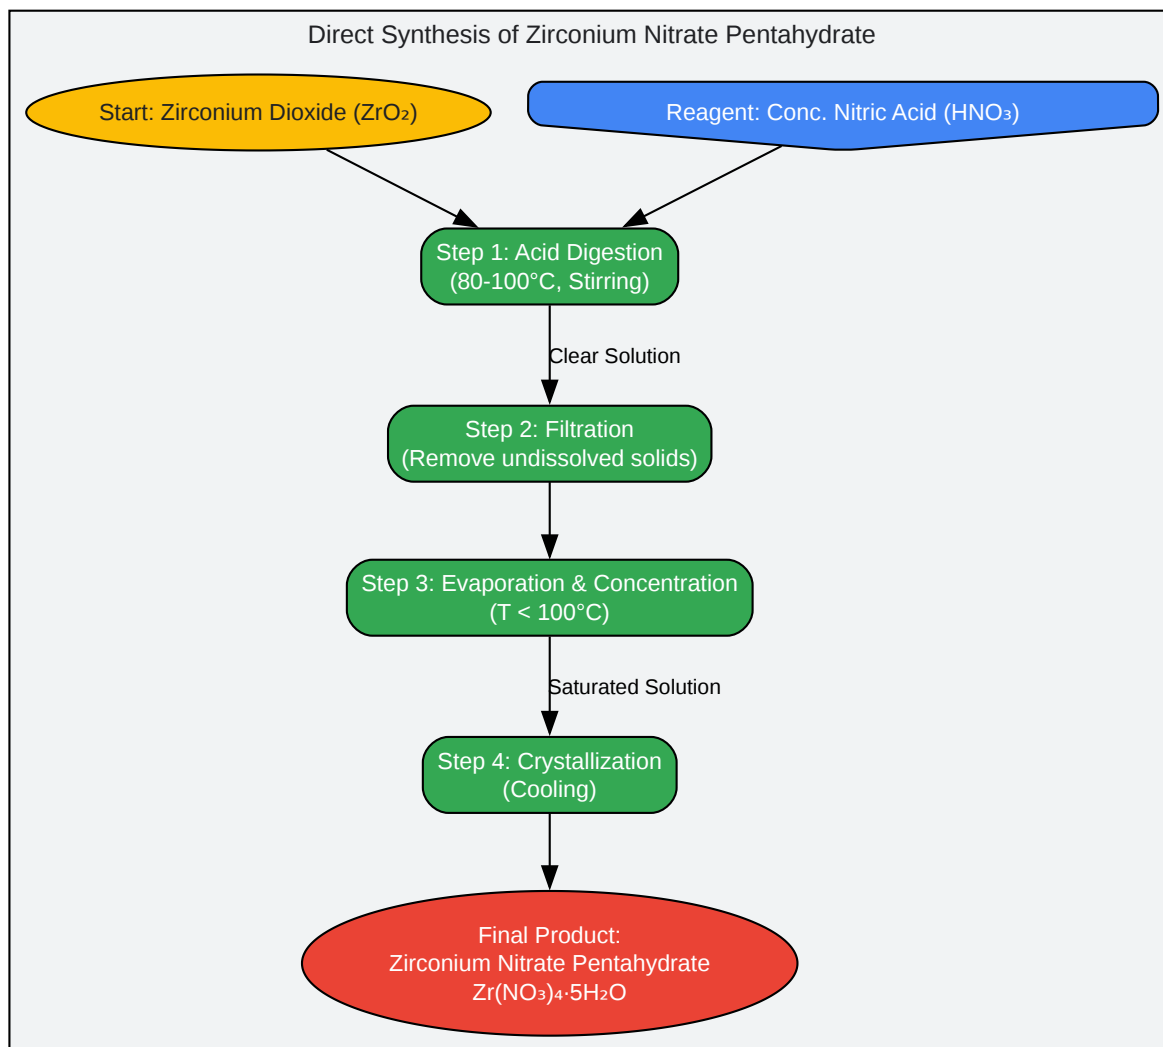 Direct Synthesis of Zirconium Nitrate Pentahydrate
Start: Zirconium Dioxide (ZrO₂)
Reagent: Conc. Nitric Acid (HNO₃)
Step 1: Acid Digestion
(80-100°C, Stirring)
Clear Solution
Step 2: Filtration
(Remove undissolved solids)
Step 3: Evaporation & Concentration
(T < 100°C)
Saturated Solution
Step 4: Crystallization
(Cooling)
Final Product:
Zirconium Nitrate Pentahydrate
Zr(NO₃)₄·5H₂O